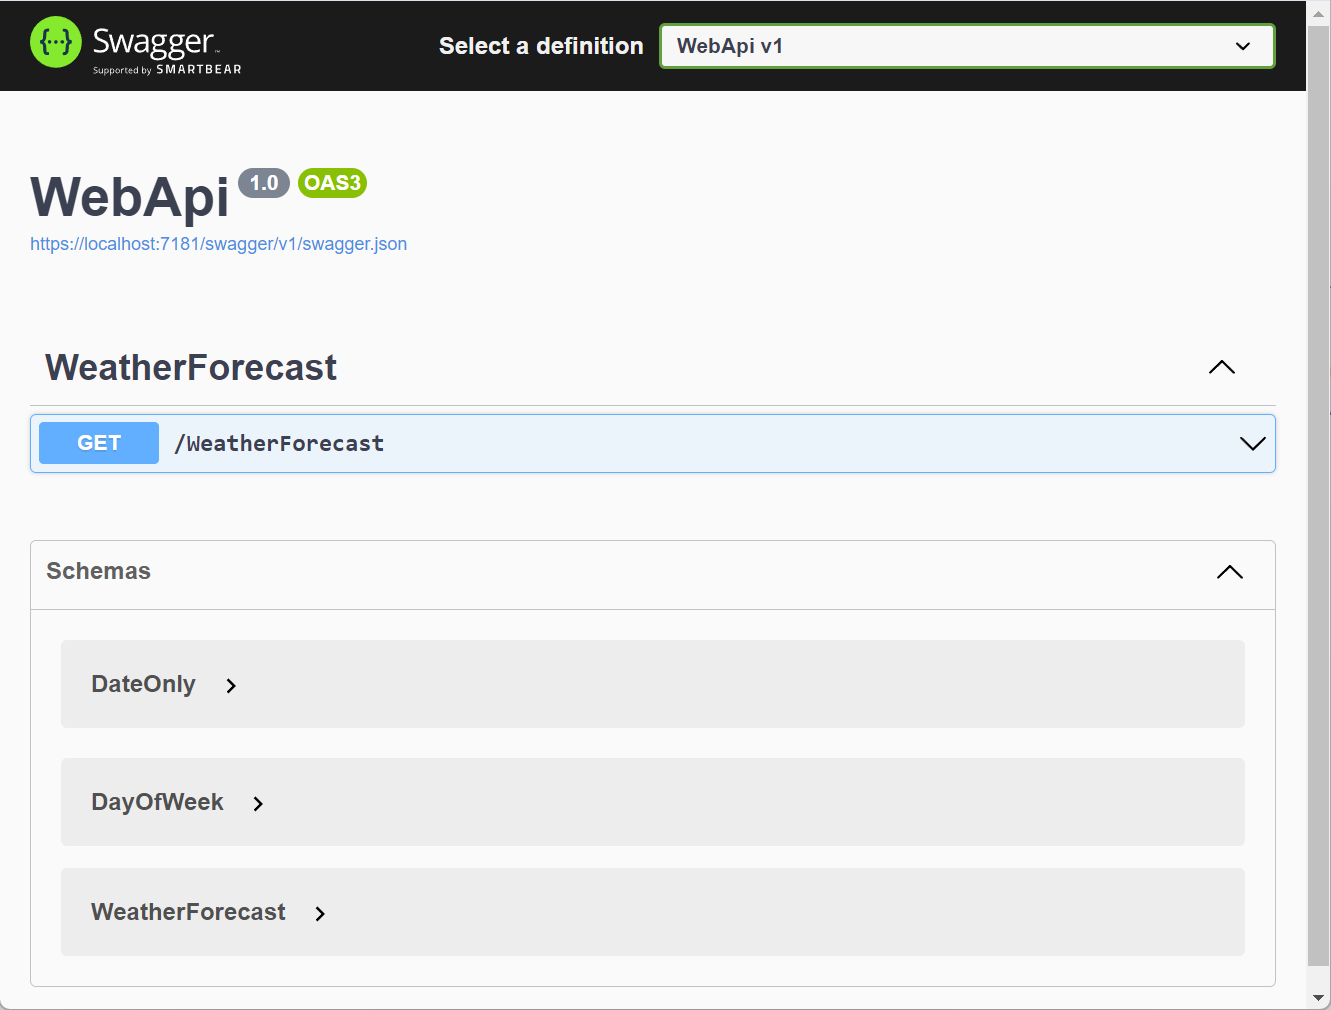 {···} Swagger™
Supported by SMARTBEAR
Select a definition
WebApi v1
WebApi 1.0 OAS3
https://localhost:7181/swagger/v1/swagger.json
WeatherForecast
GET /WeatherForecast
Schemas
DateOnly
DayOfWeek
WeatherForecast